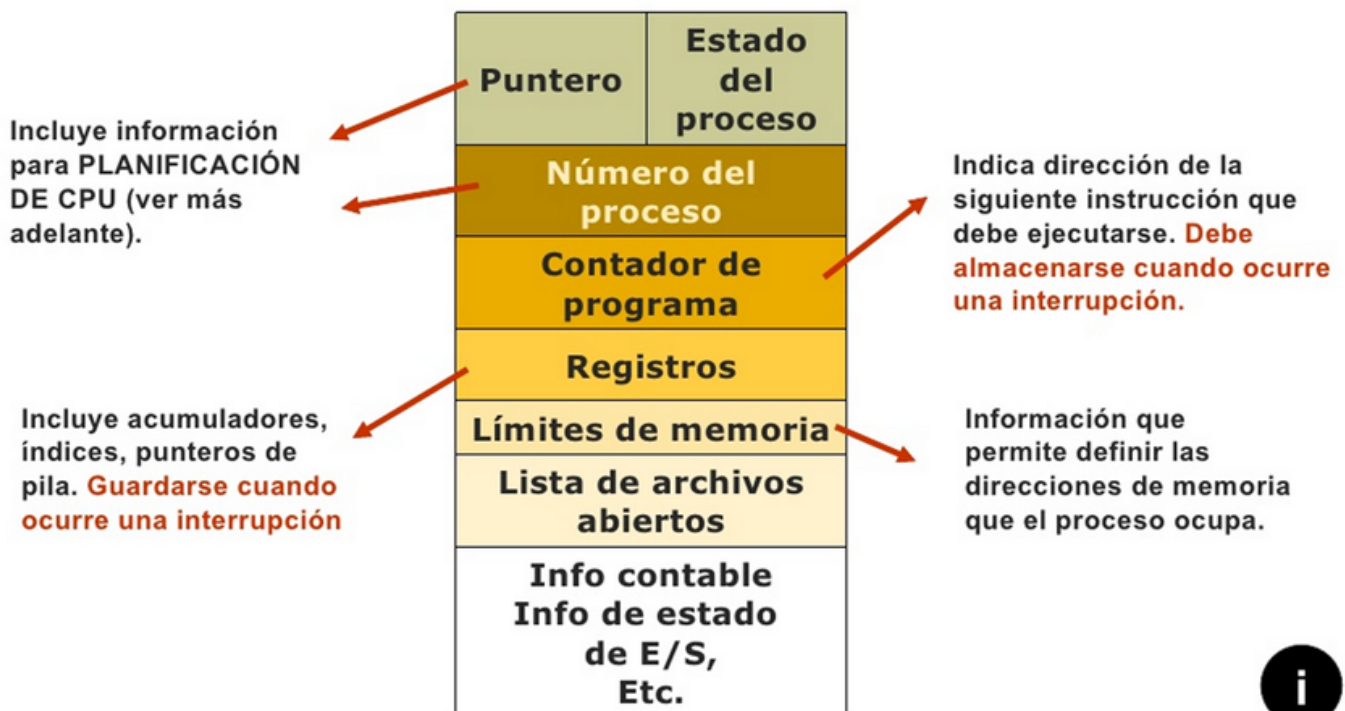 Puntero
Estado
del
proceso
Incluye información
para PLANIFICACIÓN
DE CPU (ver más
adelante).
Número del
proceso
Indica dirección de la
siguiente instrucción que
debe ejecutarse. Debe
almacenarse cuando ocurre
una interrupción.
Contador de
programa
Registros
Incluye acumuladores,
índices, punteros de
pila. Guardarse cuando
ocurre una interrupción
Límites de memoria
Información que
permite definir las
direcciones de memoria
que el proceso ocupa.
Lista de archivos
abiertos
Info contable
Info de estado
de E/S,
Etc.
i